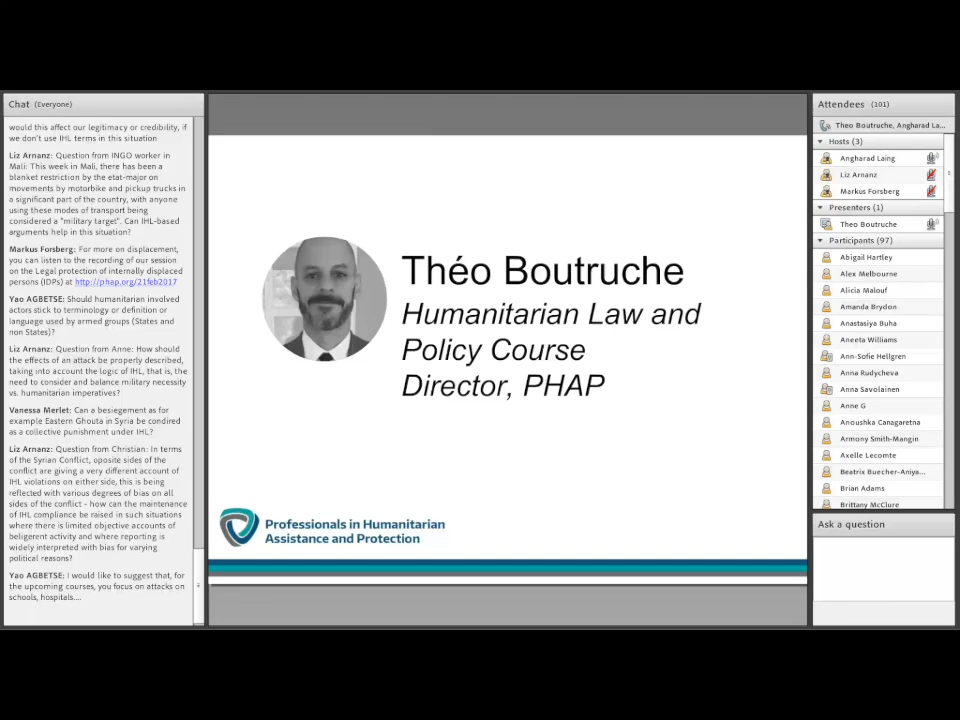 Chat (Everyone)
would this affect our legitimacy or credibility, if
we don't use IHL terms in this situation
Liz Arnanz: Question from INGO worker in
Mali: This week in Mali, there has been a
blanket restriction by the etat-major on
movements by motorbike and pickup trucks in
a significant part of the country, with anyone
using these modes of transport being
considered a "military target". Can IHL-based
arguments help in this situation?
Markus Forsberg: For more on displacement,
you can listen to the recording of our session
on the Legal protection of internally displaced
persons (IDPs) at http://phap.org/21feb2017
Yao AGBETSE: Should humanitarian involved
actors stick to terminology or definition or
language used by armed groups (States and
non States)?
Liz Arnanz: Question from Anne: How should
the effects of an attack be properly described,
taking into account the logic of IHL, that is, the
need to consider and balance military necessity
vs. humanitarian imperatives?
Vanessa Merlet: Can a besiegement as for
example Eastern Ghouta in Syria be condired
as a collective punishment under IHL?
Liz Arnanz: Question from Christian: In terms
of the Syrian Conflict, oposite sides of the
conflict are giving a very different account of
IHL violations on either side, this is being
reflected with various degrees of bias on all
sides of the conflict - how can the maintenance
of IHL compliance be raised in such situations
where there is limited objective accounts of
beligerent activity and where reporting is
widely interpreted with bias for varying
political reasons?
Yao AGBETSE: I would like to suggest that, for
the upcoming courses, you focus on attacks on
schools, hospitals....
Théo Boutruche
Humanitarian Law and
Policy Course
Director, PHAP
Professionals in Humanitarian
Assistance and Protection
Attendees (101)
Theo Boutruche, Angharad La...
Hosts (3)
Angharad Laing
Liz Arnanz
Markus Forsberg
Presenters (1)
Theo Boutruche
Participants (97)
Abigail Hartley
Alex Melbourne
Alicia Malouf
Amanda Brydon
Anastasiya Buha
Aneeta Williams
Ann-Sofie Hellgren
Anna Rudycheva
Anna Savolainen
Anne G
Anoushka Canagaretna
Armony Smith-Mangin
Axelle Lecomte
Beatrix Buecher-Aniya...
Brian Adams
Brittany McClure
Ask a question